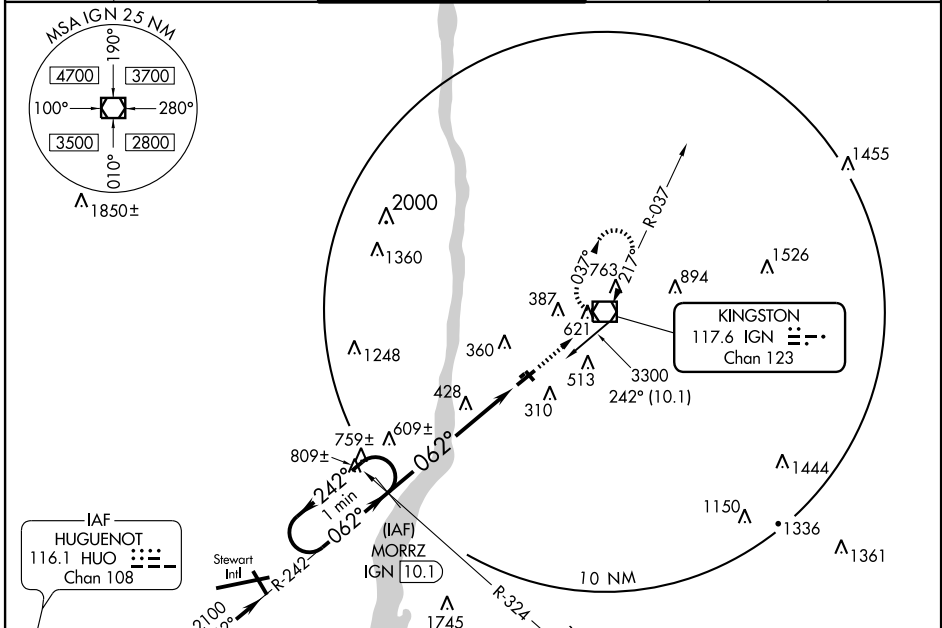 MSA IGN 25 NM
190°
4700
3700
100°
280°
3500
2800
010°
1850±
2000
1360
1455
R-037
037°
763
217°
894
1526
387
621
KINGSTON
117.6 IGN
Chan 123
1248
360
513
3300
242° (10.1)
428
310
609±
759±
809±
062°
242°
1 min
062°
1444
1150
1336
1361
(IAF)
MORRZ
IGN 10.1
IAF
HUGUENOT
116.1 HUO
Chan 108
Stewart
Intl
R-242
10 NM
R-324
2100
1745